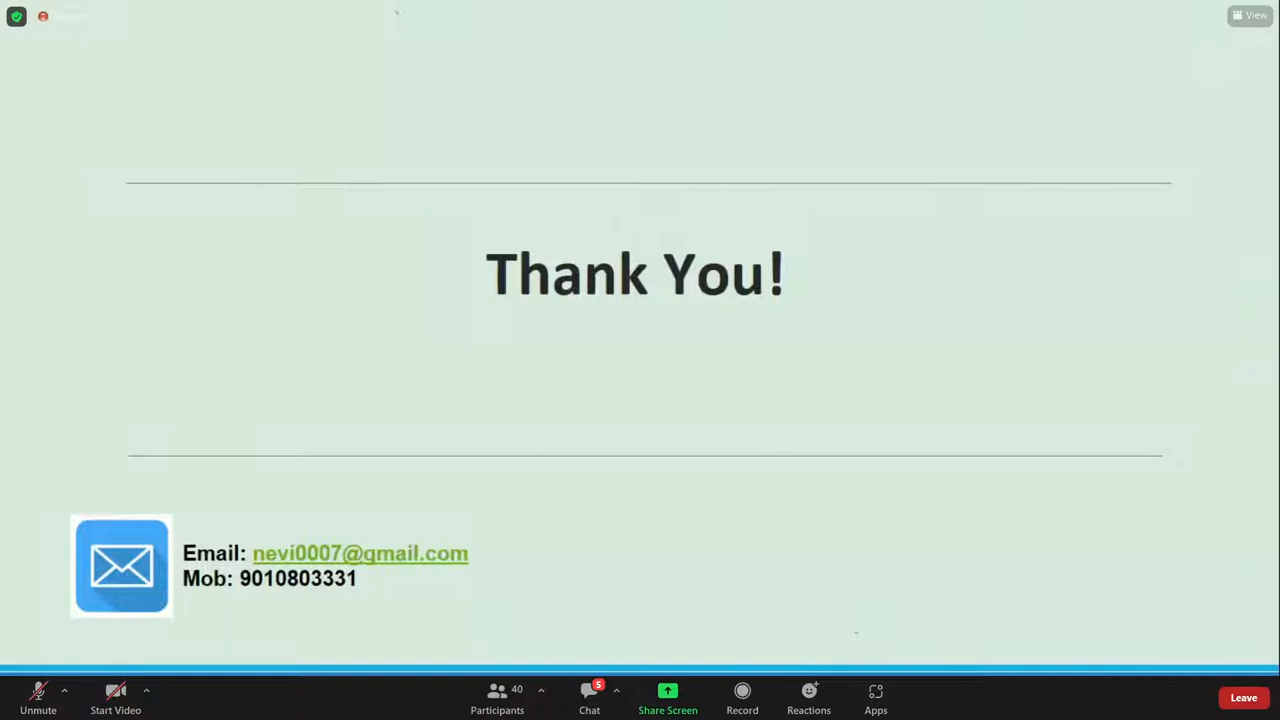 View
Thank You!
Email: nevi0007@gmail.com
Mob: 9010803331
Unmute
Start Video
40
Participants
5
Chat
Share Screen
Record
Reactions
Apps
Leave